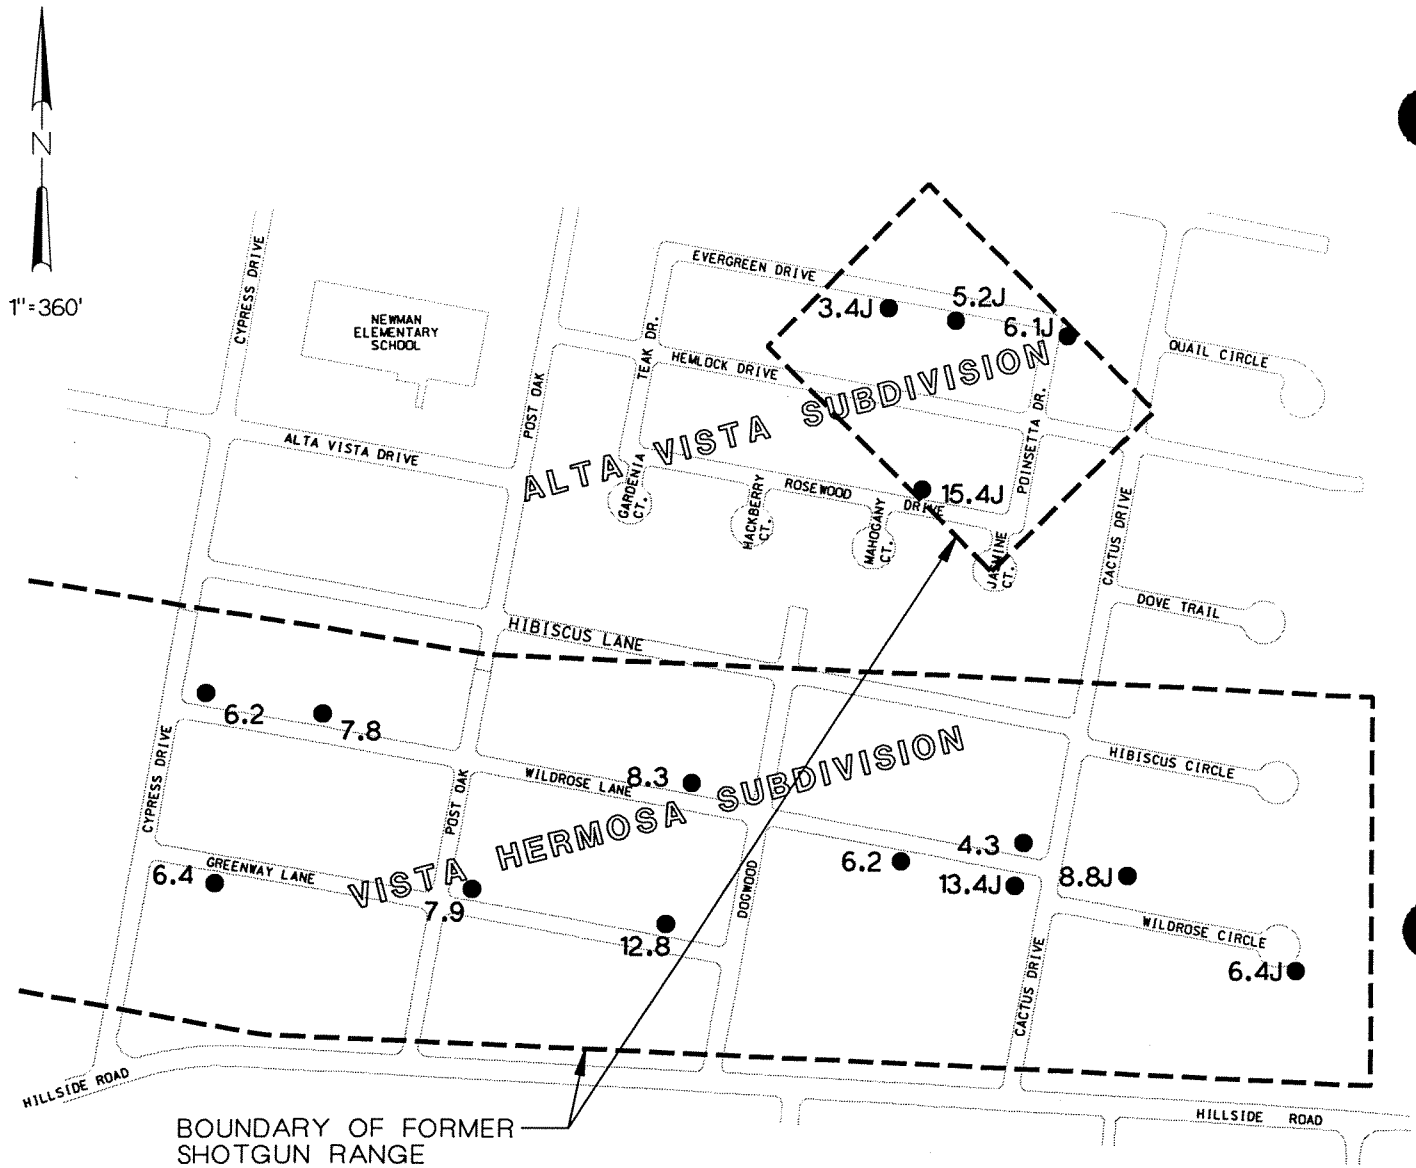 N
1"=360'
CYPRESS DRIVE
NEWMAN
ELEMENTARY
SCHOOL
POST OAK
TEAK DR.
EVERGREEN DRIVE
3.4J
5.2J
6.1J
HEMLOCK DRIVE
QUAIL CIRCLE
ALTA VISTA SUBDIVISION
ALTA VISTA DRIVE
POINSETTA DR.
GARDENIA
CT.
HACKBERRY
CT.
ROSEWOOD
DRIVE
15.4J
MAHOGANY
CT.
JASMINE
CT.
CACTUS DRIVE
DOVE TRAIL
HIBISCUS LANE
6.2
7.8
CYPRESS DRIVE
POST OAK
WILDROSE LANE
8.3
VISTA HERMOSA SUBDIVISION
HIBISCUS CIRCLE
6.4
GREENWAY LANE
7.9
12.8
DOGWOOD
6.2
4.3
13.4J
8.8J
WILDROSE CIRCLE
6.4J
CACTUS DRIVE
HILLSIDE ROAD
HILLSIDE ROAD
BOUNDARY OF FORMER
SHOTGUN RANGE